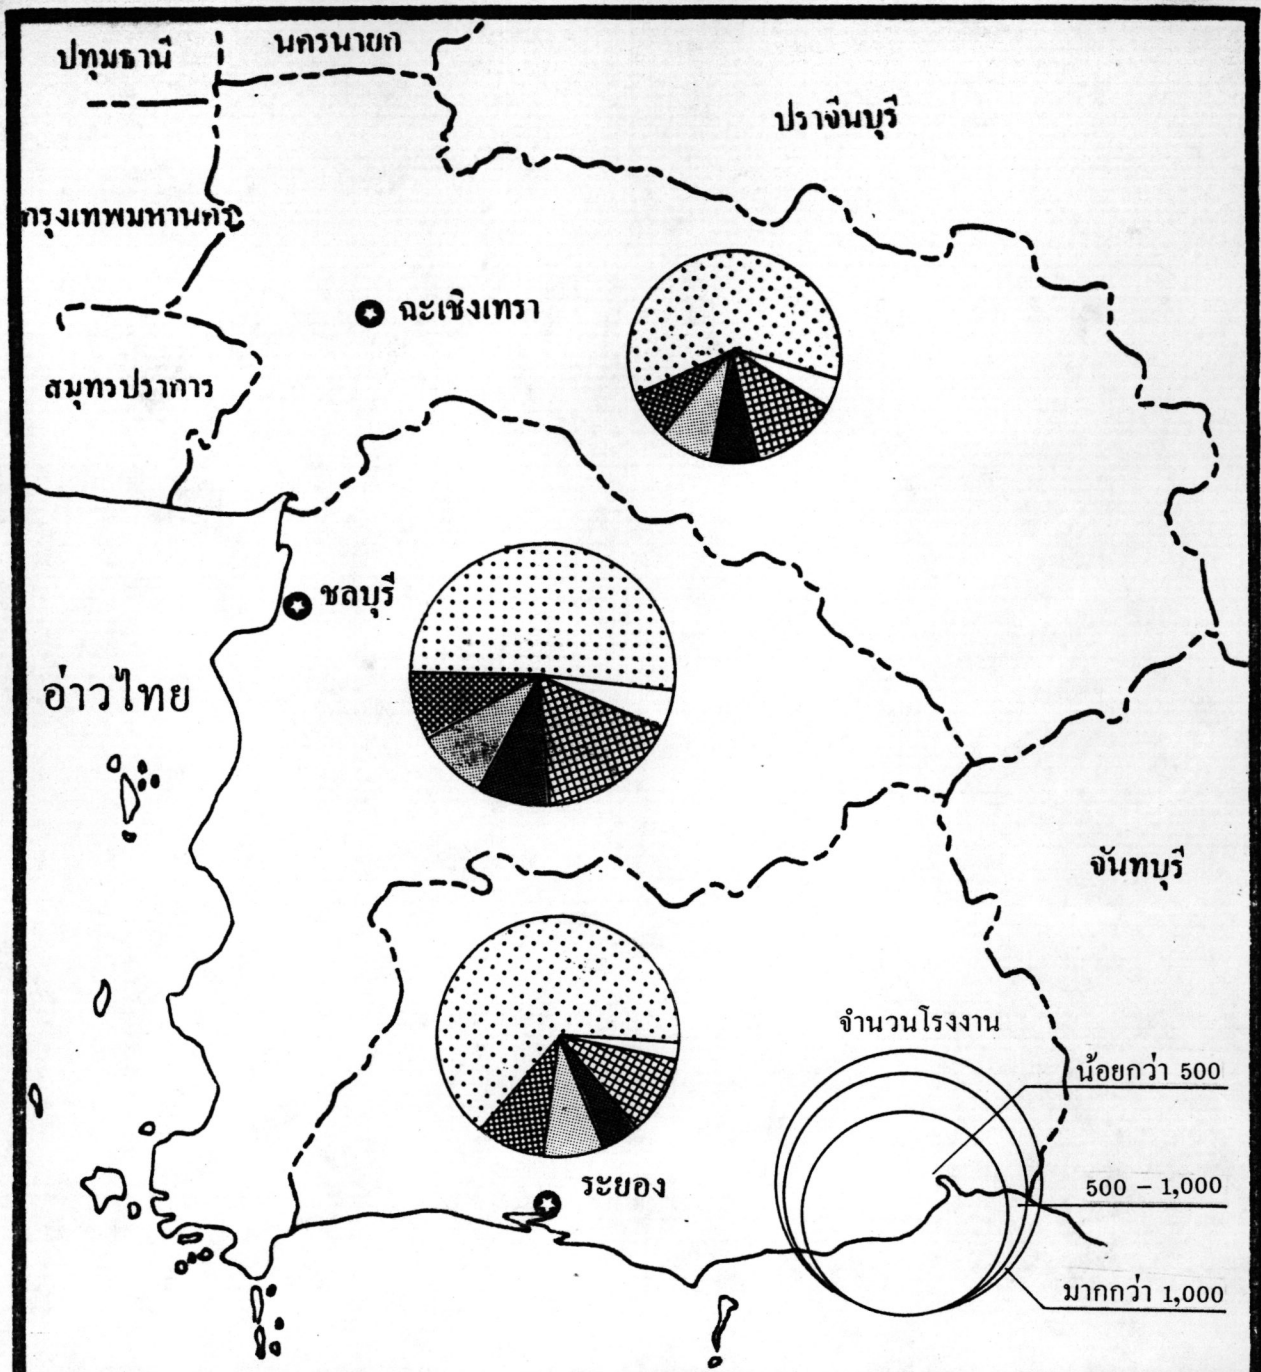 ปทุมธานี
นครนายก
ปราจีนบุรี
กรุงเทพมหานคร
ฉะเชิงเทรา
สมุทรปราการ
ชลบุรี
อ่าวไทย
จันทบุรี
จำนวนโรงงาน
น้อยกว่า 500
500 – 1,000
มากกว่า 1,000
ระยอง